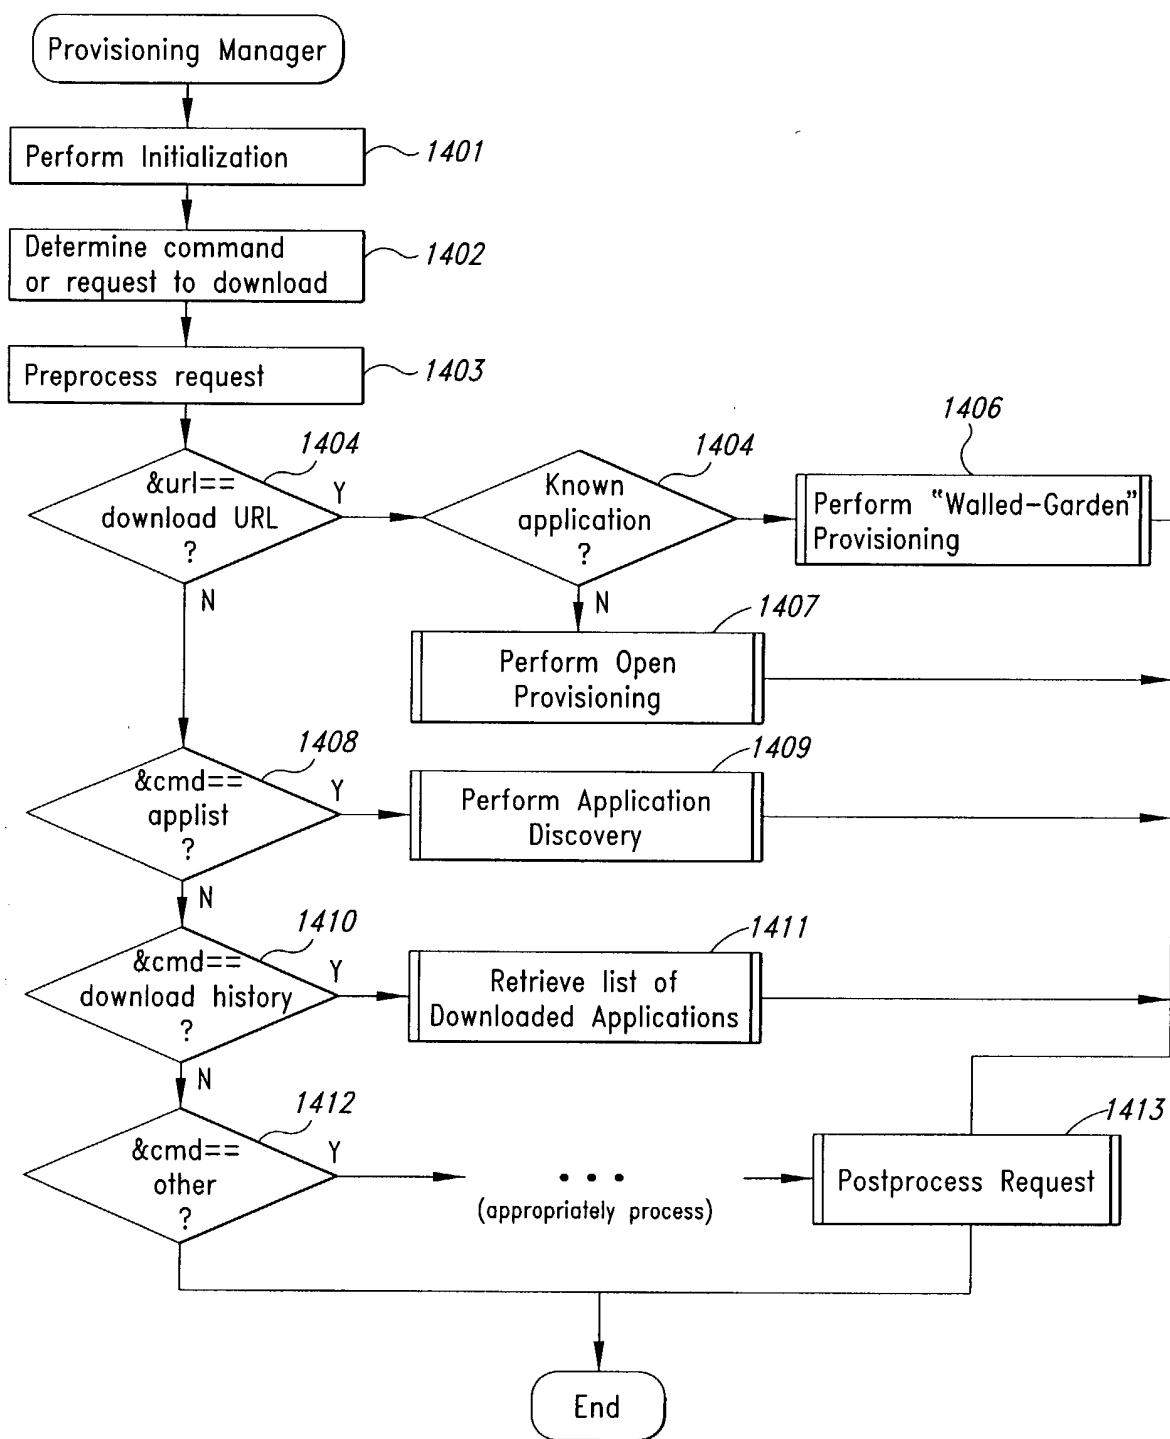 Provisioning Manager
Perform Initialization
1401
Determine command
or request to download
1402
Preprocess request
1403
&url==
download URL
?
1404
Y
N
Known
application
?
1404
N
1406
Perform "Walled-Garden"
Provisioning
1407
Perform Open
Provisioning
&cmd==
applist
?
1408
Y
N
1409
Perform Application
Discovery
&cmd==
download history
?
1410
Y
N
1411
Retrieve list of
Downloaded Applications
&cmd==
other
?
1412
Y
• • •
(appropriately process)
1413
Postprocess Request
End